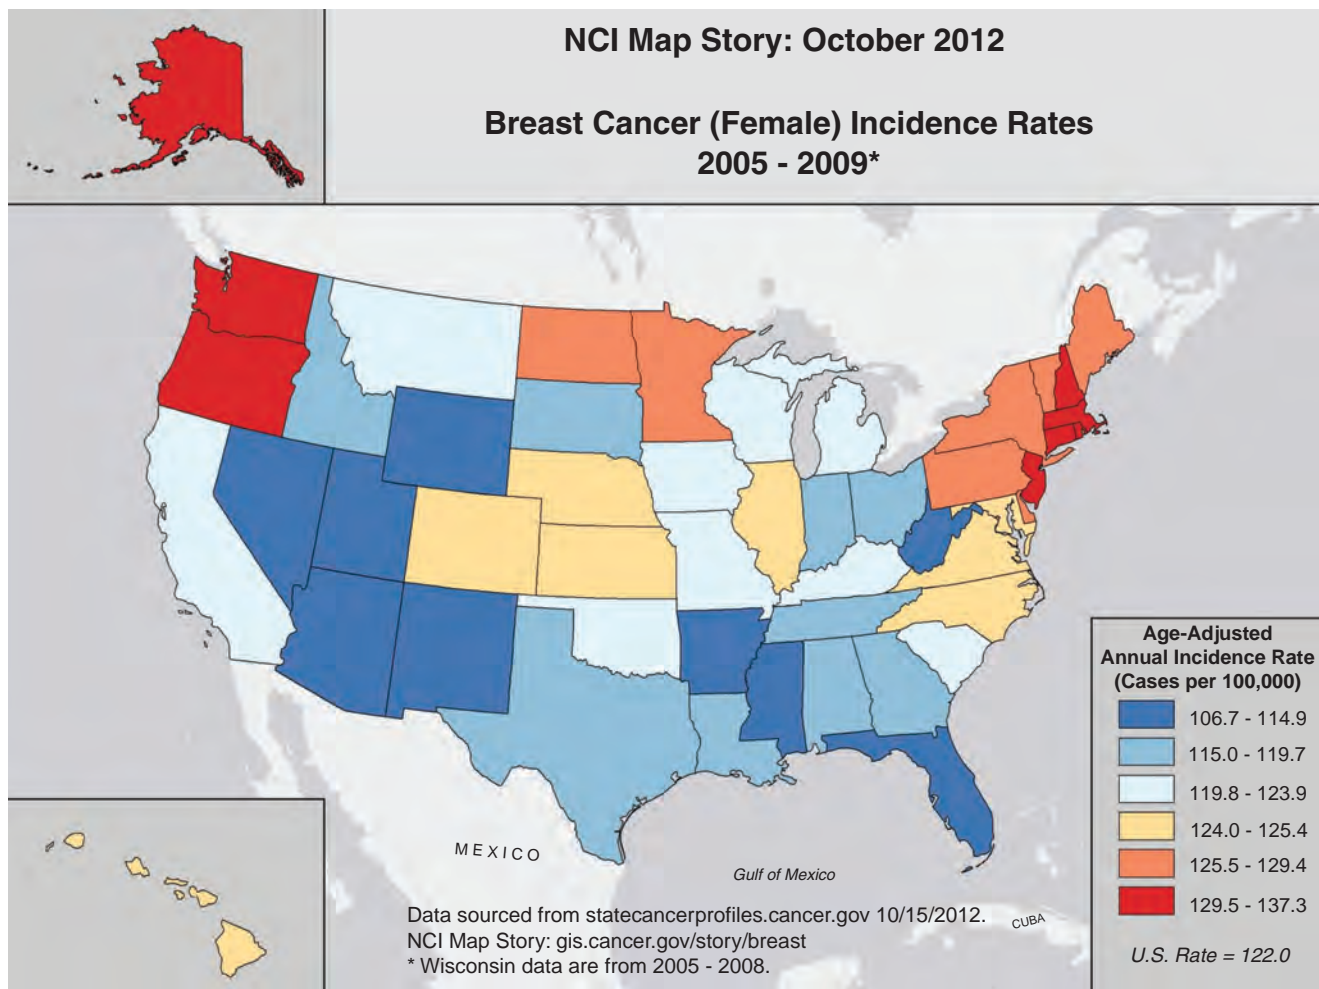 NCI Map Story: October 2012
Breast Cancer (Female) Incidence Rates
2005 - 2009*
MEXICO
Gulf of Mexico
CUBA
Data sourced from statecancerprofiles.cancer.gov 10/15/2012.
NCI Map Story: gis.cancer.gov/story/breast
* Wisconsin data are from 2005 - 2008.
Age-Adjusted
Annual Incidence Rate
(Cases per 100,000)
106.7 - 114.9
115.0 - 119.7
119.8 - 123.9
124.0 - 125.4
125.5 - 129.4
129.5 - 137.3
U.S. Rate = 122.0